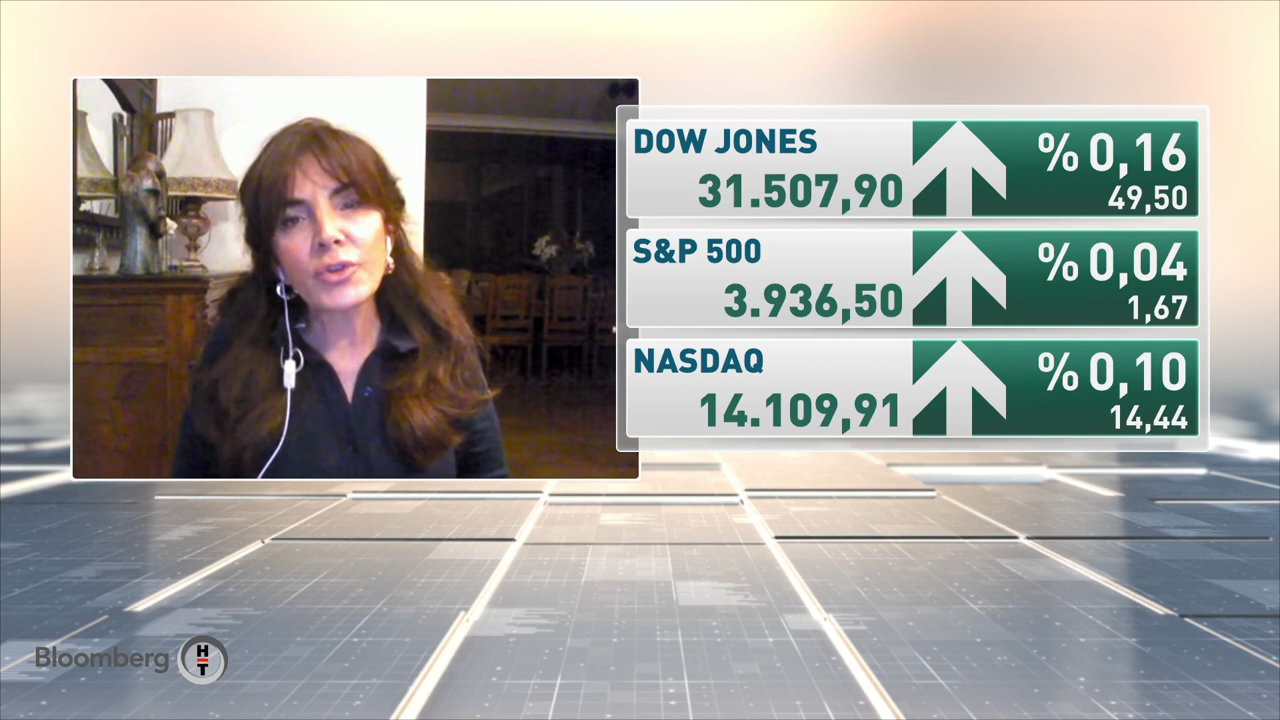 DOW JONES
31.507,90
% 0,16
49,50
S&P 500
3.936,50
% 0,04
1,67
NASDAQ
14.109,91
% 0,10
14,44
Bloomberg HT